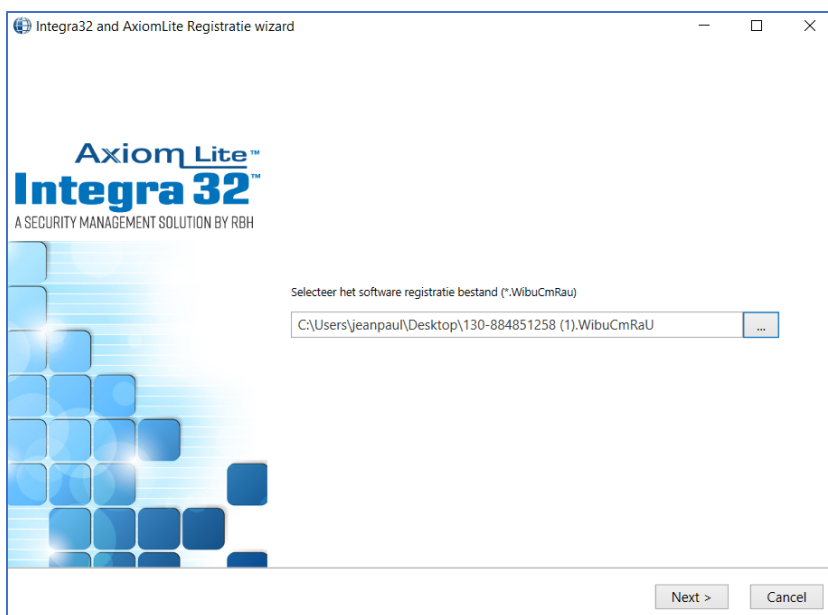 Integra32 and AxiomLite Registratie wizard
Axiom Lite™
Integra 32™
A SECURITY MANAGEMENT SOLUTION BY RBH
Selecteer het software registratie bestand (*.WibuCmRau)
C:\Users\jeanpaul\Desktop\130-884851258 (1).WibuCmRaU
...
Next >
Cancel